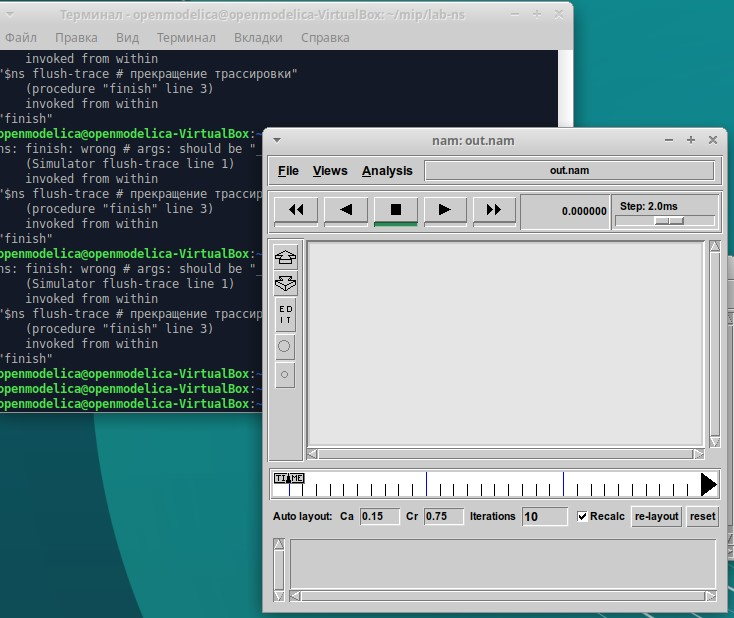 Терминал - openmodelica@openmodelica-VirtualBox: ~/mip/lab-ns
Файл Правка Вид Терминал Вкладки Справка
invoked from within
"$ns flush-trace # прекращение трассировки"
(procedure "finish" line 3)
invoked from within
"finish"
openmodelica@openmodelica-VirtualBox:~
ns: finish: wrong # args: should be "_
(Simulator flush-trace line 1)
invoked from within
"$ns flush-trace # прекращение трассир
(procedure "finish" line 3)
invoked from within
"finish"
openmodelica@openmodelica-VirtualBox:~
ns: finish: wrong # args: should be "_
(Simulator flush-trace line 1)
invoked from within
"$ns flush-trace # прекращение трассир
(procedure "finish" line 3)
invoked from within
"finish"
openmodelica@openmodelica-VirtualBox:~
openmodelica@openmodelica-VirtualBox:~
openmodelica@openmodelica-VirtualBox:~
nam: out.nam
File Views Analysis out.nam
0.000000 Step: 2.0ms
ED
IT
TIME
Auto layout: Ca 0.15 Cr 0.75 Iterations 10 Recalc re-layout reset